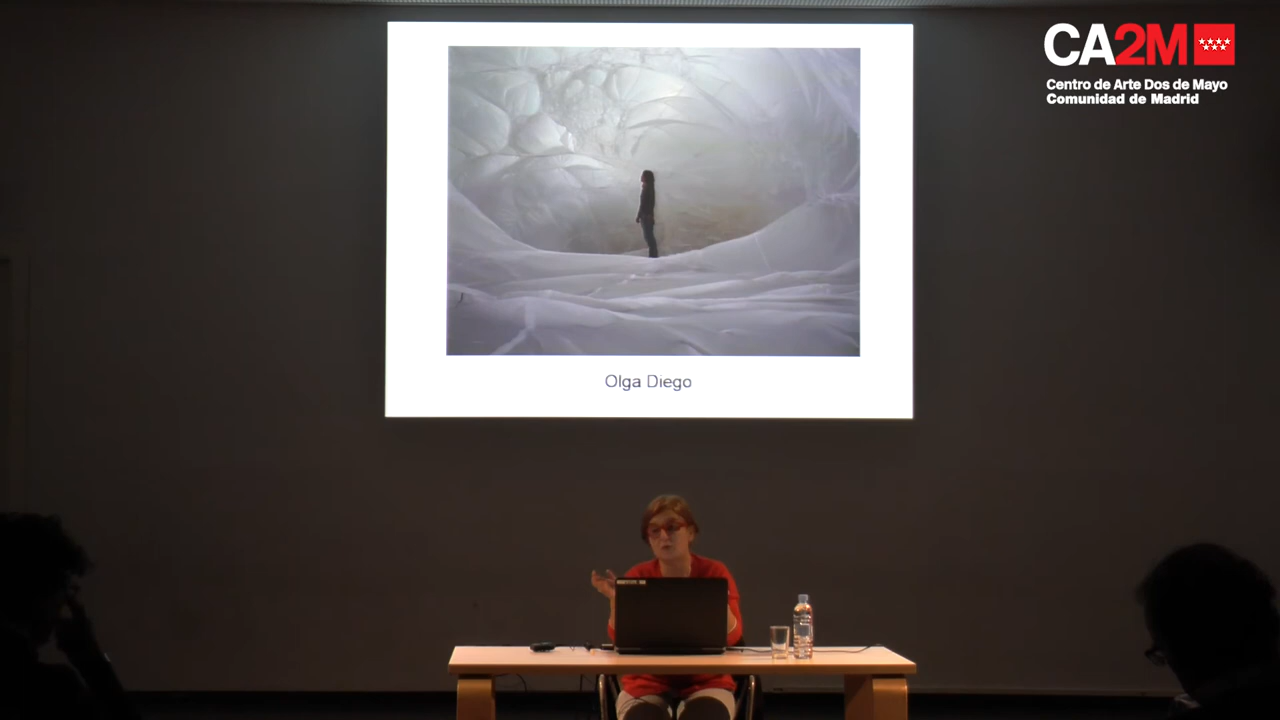 CA2M
Centro de Arte Dos de Mayo
Comunidad de Madrid
Olga Diego